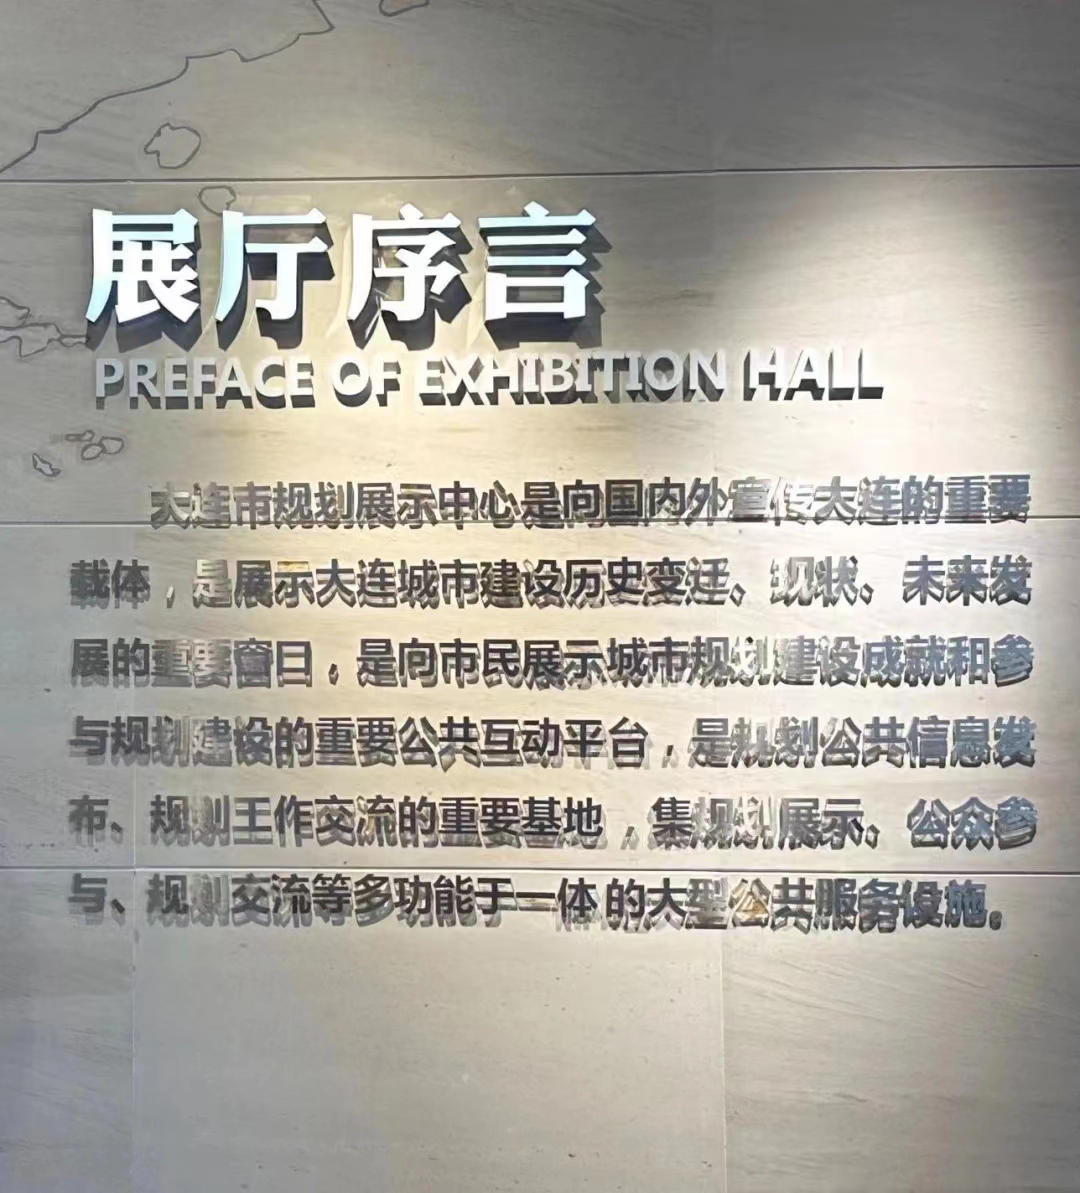 展厅序言
PREFACE OF EXHIBITION HALL
大连市规划展示中心是向国内外宣传大连的重要
载体，是展示大连城市建设历史变迁、现状、未来发
展的重要窗口，是向市民展示城市规划建设成就和参
与规划建设的重要公共互动平台，是规划公共信息发
布、规划工作交流的重要基地，集规划展示、公众参
与、规划交流等多功能于一体的大型公共服务设施。